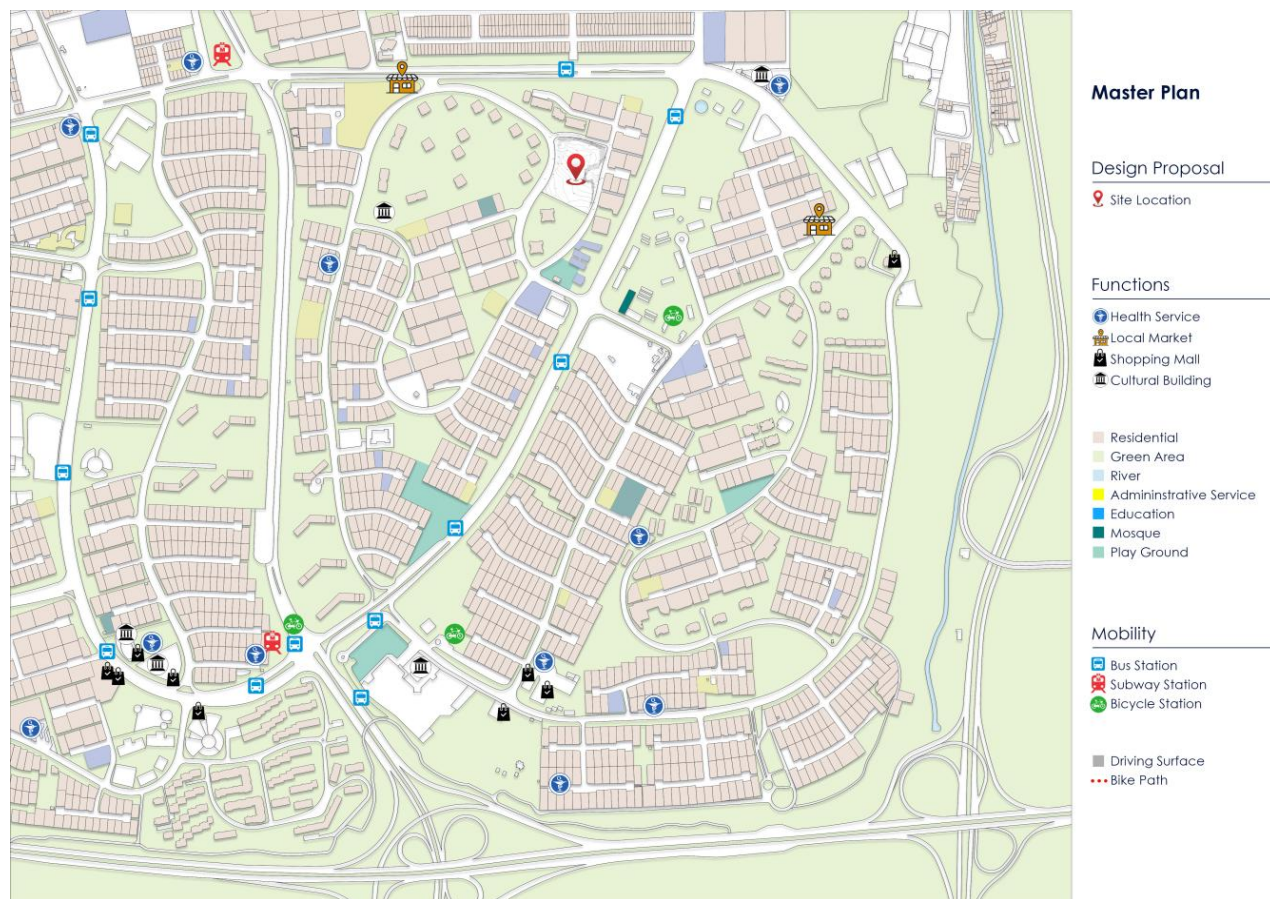 Master Plan
Design Proposal
Site Location
Functions
Health Service
Local Market
Shopping Mall
Cultural Building
Residential
Green Area
River
Admininstrative Service
Education
Mosque
Play Ground
Mobility
Bus Station
Subway Station
Bicycle Station
Driving Surface
Bike Path